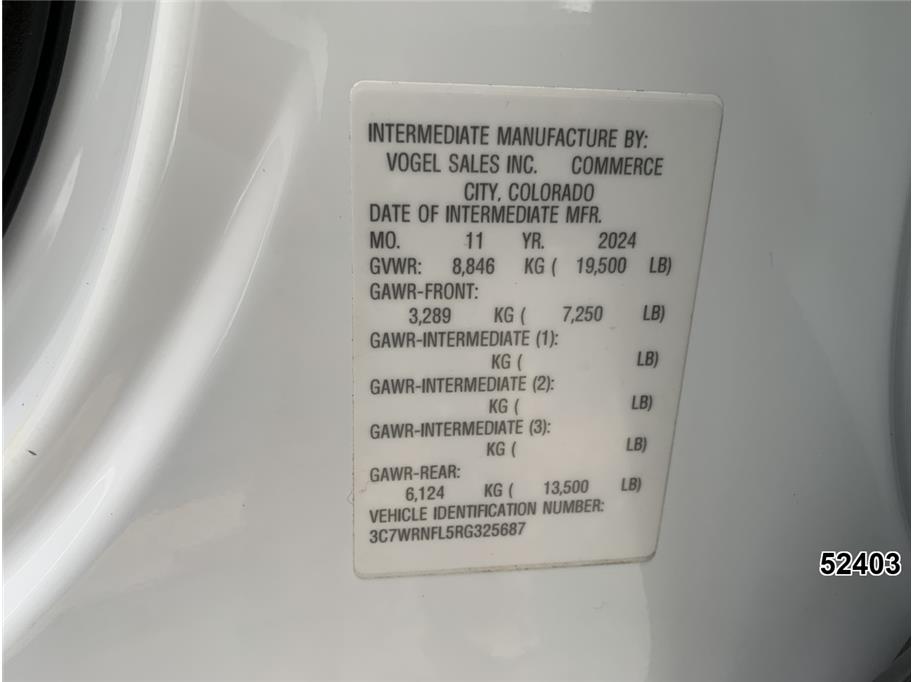 INTERMEDIATE MANUFACTURE BY:
VOGEL SALES INC. COMMERCE
CITY, COLORADO
DATE OF INTERMEDIATE MFR.
MO. 11 YR. 2024
GVWR: 8,846 KG ( 19,500 LB)
GAWR-FRONT:
3,289 KG ( 7,250 LB)
GAWR-INTERMEDIATE (1):
KG ( LB)
GAWR-INTERMEDIATE (2):
KG ( LB)
GAWR-INTERMEDIATE (3):
KG ( LB)
GAWR-REAR:
6,124 KG ( 13,500 LB)
VEHICLE IDENTIFICATION NUMBER:
3C7WRNFL5RG325687
52403